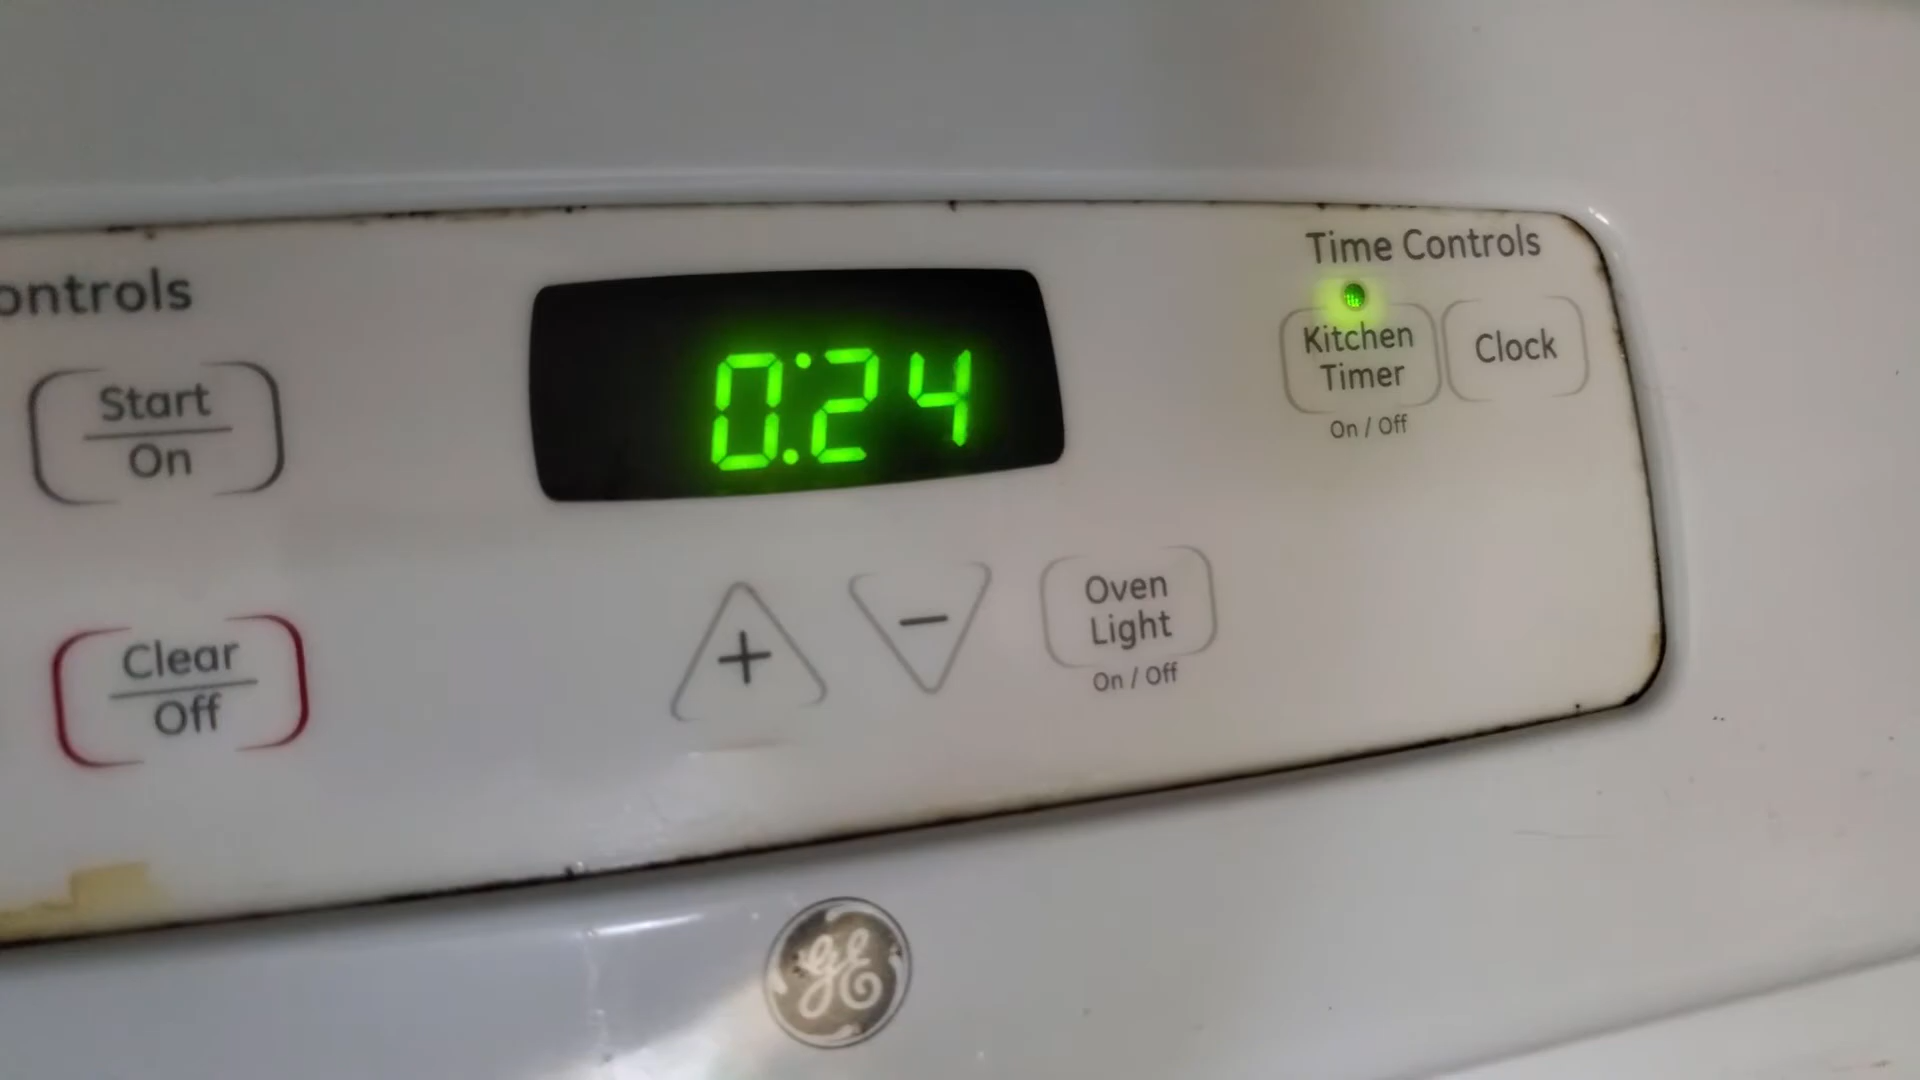 ontrols
Start
On
Clear
Off
0:24
+
−
Oven
Light
On / Off
Time Controls
Kitchen
Timer
On / Off
Clock
GE